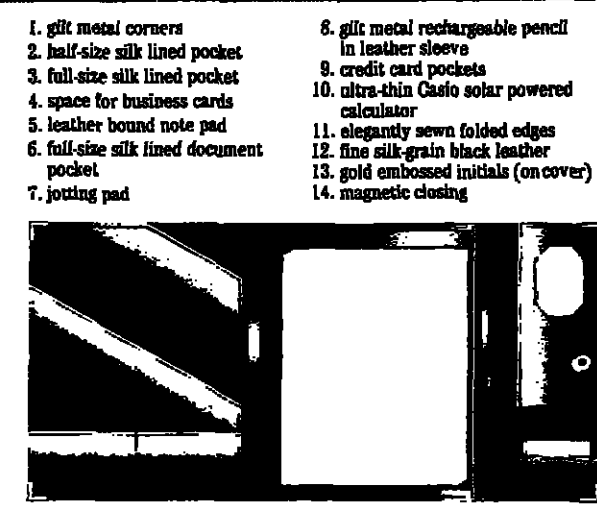 1. gilt metal corners
2. half-size silk lined pocket
3. full-size silk lined pocket
4. space for business cards
5. leather bound note pad
6. full-size silk lined document
pocket
7. jotting pad
8. gilt metal rechargeable pencil
in leather sleeve
9. credit card pockets
10. ultra-thin Casio solar powered
calculator
11. elegantly sewn folded edges
12. fine silk-grain black leather
13. gold embossed initials (on cover)
14. magnetic closing